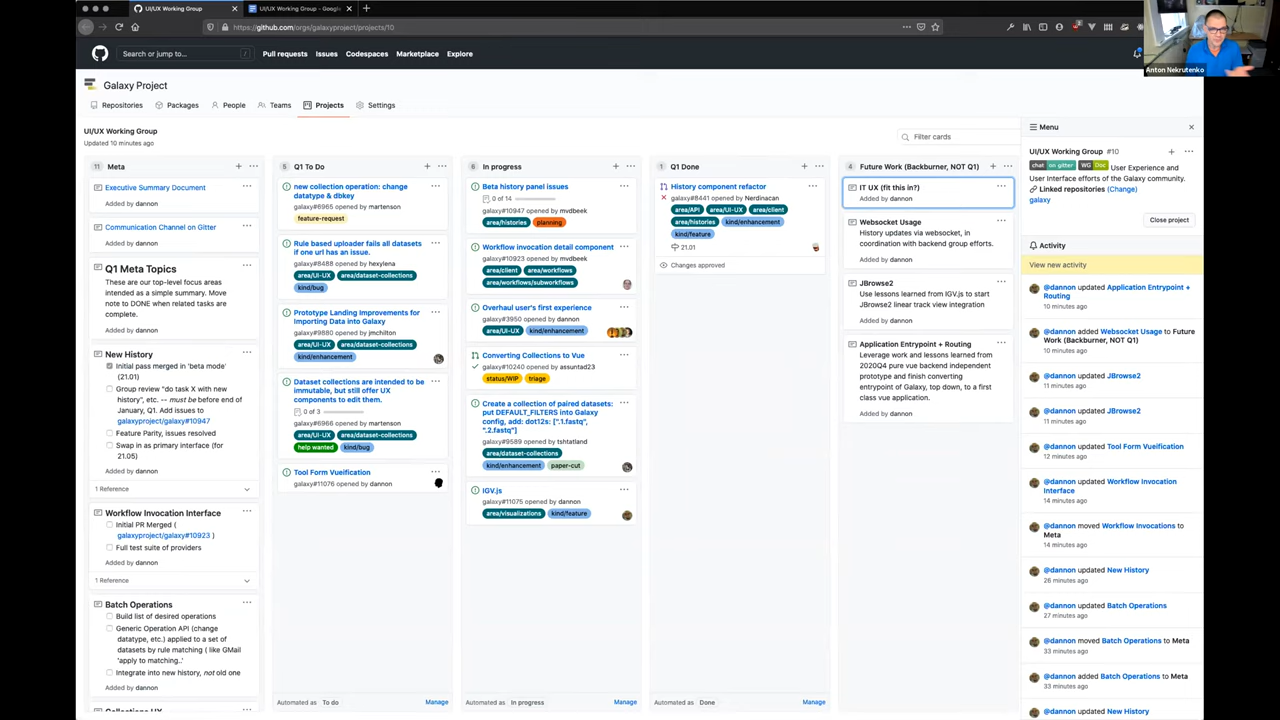 UI/UX Working Group
UI/UX Working Group - Google
https://github.com/orgs/galaxyproject/projects/10
Search or jump to...
/
Pull requests
Issues
Codespaces
Marketplace
Explore
Anton Nekrutenko
Galaxy Project
Repositories
Packages
People
Teams
Projects
Settings
UI/UX Working Group
Updated 10 minutes ago
Filter cards
11 Meta
Executive Summary Document
Added by dannon
Communication Channel on Gitter
Added by dannon
Q1 Meta Topics
These are our top-level focus areas
intended as a simple summary. Move
note to DONE when related tasks are
complete.
Added by dannon
New History
Initial pass merged in 'beta mode'
(21.01)
Group review "do task X with new
history", etc. -- must be before end of
January, Q1. Add issues to
galaxyproject/galaxy#10947
Feature Parity, issues resolved
Swap in as primary interface (for
21.05)
Added by dannon
1 Reference
Workflow Invocation Interface
Initial PR Merged (
galaxyproject/galaxy#10923 )
Full test suite of providers
Added by dannon
1 Reference
Batch Operations
Build list of desired operations
Generic Operation API (change
datatype, etc.) applied to a set of
datasets by rule matching ( like GMail
'apply to matching..'
Integrate into new history, not old one
Added by dannon
Collections UX
5 Q1 To Do
new collection operation: change
datatype & dbkey
galaxy#6965 opened by martenson
feature-request
Rule based uploader fails all datasets
if one url has an issue.
galaxy#8488 opened by hexylena
area/UI-UX area/dataset-collections
kind/bug
Prototype Landing Improvements for
Importing Data into Galaxy
galaxy#9880 opened by jmchilton
area/UI-UX area/dataset-collections
kind/enhancement
Dataset collections are intended to be
immutable, but still offer UX
components to edit them.
0 of 3
galaxy#6966 opened by martenson
area/UI-UX area/dataset-collections
help wanted kind/bug
Tool Form Vueification
galaxy#11076 opened by dannon
Automated as To do
Manage
6 In progress
Beta history panel issues
0 of 14
galaxy#10947 opened by mvdbeek
area/histories planning
Workflow invocation detail component
galaxy#10923 opened by mvdbeek
area/client area/workflows
area/workflows/subworkflows
Overhaul user's first experience
galaxy#3950 opened by dannon
area/UI-UX kind/enhancement
Converting Collections to Vue
galaxy#10240 opened by assuntad23
status/WIP triage
Create a collection of paired datasets:
put DEFAULT_FILTERS into Galaxy
config, add: dot12s: [".1.fastq",
".2.fastq"]
galaxy#9589 opened by tshtatland
area/dataset-collections
kind/enhancement paper-cut
IGV.js
galaxy#11075 opened by dannon
area/visualizations kind/feature
Automated as In progress
Manage
1 Q1 Done
History component refactor
galaxy#8441 opened by Nerdinacan
area/API area/UI-UX area/client
area/histories kind/enhancement
kind/feature
21.01
Changes approved
Automated as Done
Manage
4 Future Work (Backburner, NOT Q1)
IT UX (fit this in?)
Added by dannon
Websocket Usage
History updates via websocket, in
coordination with backend group efforts.
Added by dannon
JBrowse2
Use lessons learned from IGV.js to start
JBrowse2 linear track view integration
Added by dannon
Application Entrypoint + Routing
Leverage work and lessons learned from
2020Q4 pure vue backend independent
prototype and finish converting
entrypoint of Galaxy, top down, to a first
class vue application.
Added by dannon
Menu
UI/UX Working Group #10
chat on gitter WG Doc User Experience and
User Interface efforts of the Galaxy community.
Linked repositories (Change)
galaxy
Close project
Activity
View new activity
@dannon updated Application Entrypoint +
Routing
10 minutes ago
@dannon added Websocket Usage to Future
Work (Backburner, NOT Q1)
10 minutes ago
@dannon updated JBrowse2
11 minutes ago
@dannon updated JBrowse2
11 minutes ago
@dannon updated Tool Form Vueification
12 minutes ago
@dannon updated Workflow Invocation
Interface
14 minutes ago
@dannon moved Workflow Invocations to
Meta
14 minutes ago
@dannon updated New History
26 minutes ago
@dannon updated Batch Operations
27 minutes ago
@dannon moved Batch Operations to Meta
33 minutes ago
@dannon added Batch Operations to Meta
33 minutes ago
@dannon updated New History